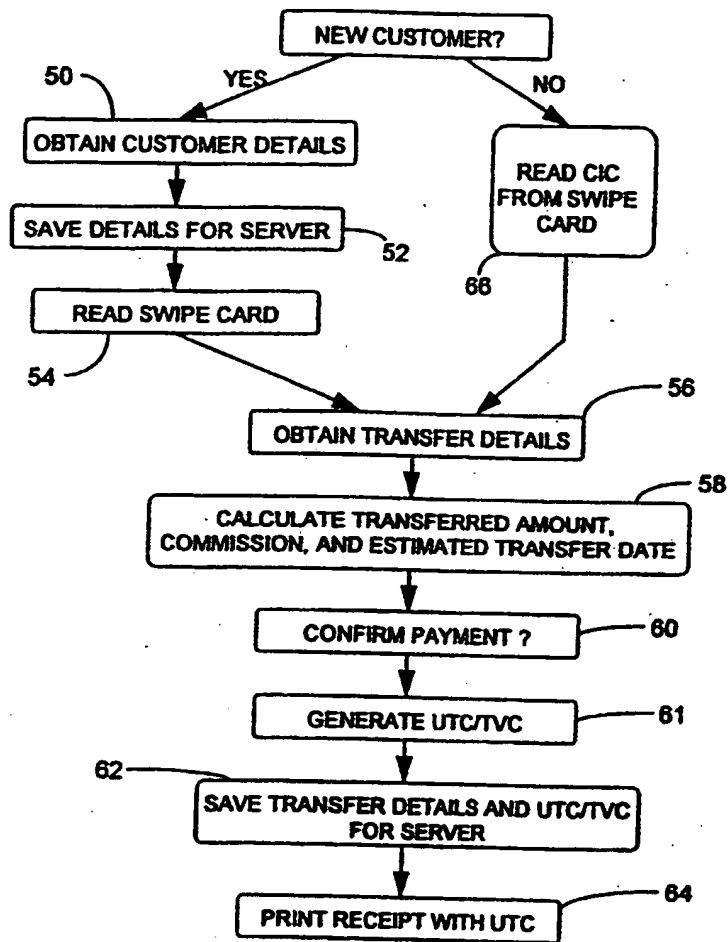 NEW CUSTOMER?
YES
NO
50
OBTAIN CUSTOMER DETAILS
READ CIC
FROM SWIPE
CARD
SAVE DETAILS FOR SERVER
52
66
READ SWIPE CARD
54
56
OBTAIN TRANSFER DETAILS
58
CALCULATE TRANSFERRED AMOUNT,
COMMISSION, AND ESTIMATED TRANSFER DATE
CONFIRM PAYMENT ?
60
GENERATE UTC/TVC
61
62
SAVE TRANSFER DETAILS AND UTC/TVC
FOR SERVER
64
PRINT RECEIPT WITH UTC